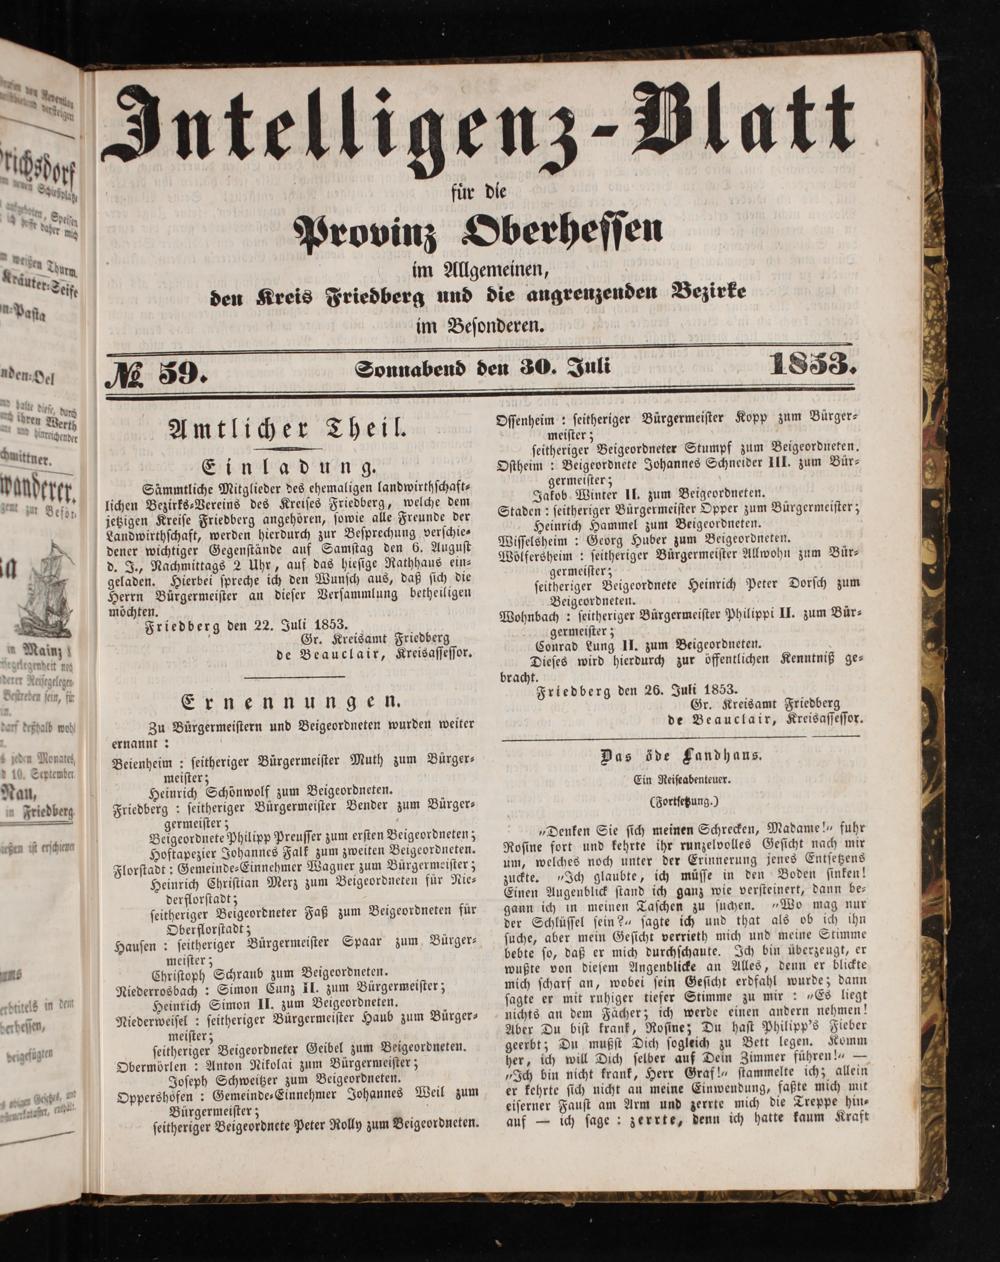 Intelligenz-Blatt
für die
Provinz Oberhessen
im Allgemeinen,
den Kreis Friedberg und die angrenzenden Bezirke
im Besonderen.
№ 59. Sonnabend den 30. Juli 1853.
Amtlicher Theil.
Einladung.
Sämmtliche Mitglieder des ehemaligen landwirthschaft-
lichen Bezirks-Vereins des Kreises Friedberg, welche dem
jetzigen Kreise Friedberg angehören, sowie alle Freunde der
Landwirthschaft, werden hierdurch zur Besprechung verschie-
dener wichtiger Gegenstände auf Samstag den 6. August
d. J., Nachmittags 2 Uhr, auf das hiesige Rathhaus ein-
geladen. Hierbei spreche ich den Wunsch aus, daß sich die
Herrn Bürgermeister an dieser Versammlung betheiligen
möchten.
Friedberg den 22. Juli 1853.
Gr. Kreisamt Friedberg
de Beauclair, Kreisassessor.
Ernennungen.
Zu Bürgermeistern und Beigeordneten wurden weiter
ernannt :
Beienheim : seitheriger Bürgermeister Muth zum Bürger-
meister;
Heinrich Schönwolf zum Beigeordneten.
Friedberg : seitheriger Bürgermeister Bender zum Bürger-
germeister;
Beigeordnete Philipp Preusser zum ersten Beigeordneten;
Hoftapezier Johannes Falk zum zweiten Beigeordneten.
Florstadt : Gemeinde-Einnehmer Wagner zum Bürgermeister;
Heinrich Christian Merz zum Beigeordneten für Nie-
derflorstadt;
seitheriger Beigeordneter Faß zum Beigeordneten für
Oberflorstadt;
Hausen : seitheriger Bürgermeister Spaar zum Bürger-
meister;
Christoph Schraub zum Beigeordneten.
Niederrosbach : Simon Cunz II. zum Bürgermeister;
Heinrich Simon II. zum Beigeordneten.
Niederweisel : seitheriger Bürgermeister Haub zum Bürger-
meister;
seitheriger Beigeordneter Geibel zum Beigeordneten.
Obermörlen : Anton Nikolai zum Bürgermeister;
Joseph Schweitzer zum Beigeordneten.
Oppershofen : Gemeinde-Einnehmer Johannes Weil zum
Bürgermeister;
seitheriger Beigeordnete Peter Rolly zum Beigeordneten.
Ossenheim : seitheriger Bürgermeister Kopp zum Bürger-
meister;
seitheriger Beigeordneter Stumpf zum Beigeordneten.
Ostheim : Beigeordnete Johannes Schneider III. zum Bür-
germeister;
Jakob Winter II. zum Beigeordneten.
Staden : seitheriger Bürgermeister Opper zum Bürgermeister;
Heinrich Hammel zum Beigeordneten.
Wisselsheim : Georg Huber zum Beigeordneten.
Wölfersheim : seitheriger Bürgermeister Allwohn zum Bür-
germeister;
seitheriger Beigeordnete Heinrich Peter Dorsch zum
Beigeordneten.
Wohnbach : seitheriger Bürgermeister Philippi II. zum Bür-
germeister;
Conrad Lung II. zum Beigeordneten.
Dieses wird hierdurch zur öffentlichen Kenntniß ge-
bracht.
Friedberg den 26. Juli 1853.
Gr. Kreisamt Friedberg
de Beauclair, Kreisassessor.
Das öde Landhaus.
Ein Reiseabenteuer.
(Fortsetzung.)
„Denken Sie sich meinen Schrecken, Madame!“ fuhr
Rosine fort und kehrte ihr runzelvolles Gesicht nach mir
um, welches noch unter der Erinnerung jenes Entsetzens
zuckte. „Ich glaubte, ich müsse in den Boden sinken!
Einen Augenblick stand ich ganz wie versteinert, dann be-
gann ich in meinen Taschen zu suchen. „Wo mag nur
der Schlüssel sein?“ sagte ich und that als ob ich ihn
suche, aber mein Gesicht verrieth mich und meine Stimme
bebte so, daß er mich durchschaute. Ich bin überzeugt, er
wußte von diesem Angenblicke an Alles, denn er blickte
mich scharf an, wobei sein Gesicht erdfahl wurde; dann
sagte er mit ruhiger tiefer Stimme zu mir : „Es liegt
nichts an dem Fächer; ich werde einen andern nehmen!
Aber Du bist krank, Rosine; Du hast Philipp's Fieber
geerbt; Du mußt Dich sogleich zu Bett legen. Komm
her, ich will Dich selber auf Dein Zimmer führen!“ —
„Ich bin nicht krank, Herr Graf!“ stammelte ich; allein
er kehrte sich nicht an meine Einwendung, faßte mich mit
eiserner Faust am Arm und zerrte mich die Treppe hin-
auf — ich sage : zerrte, denn ich hatte kaum Kraft